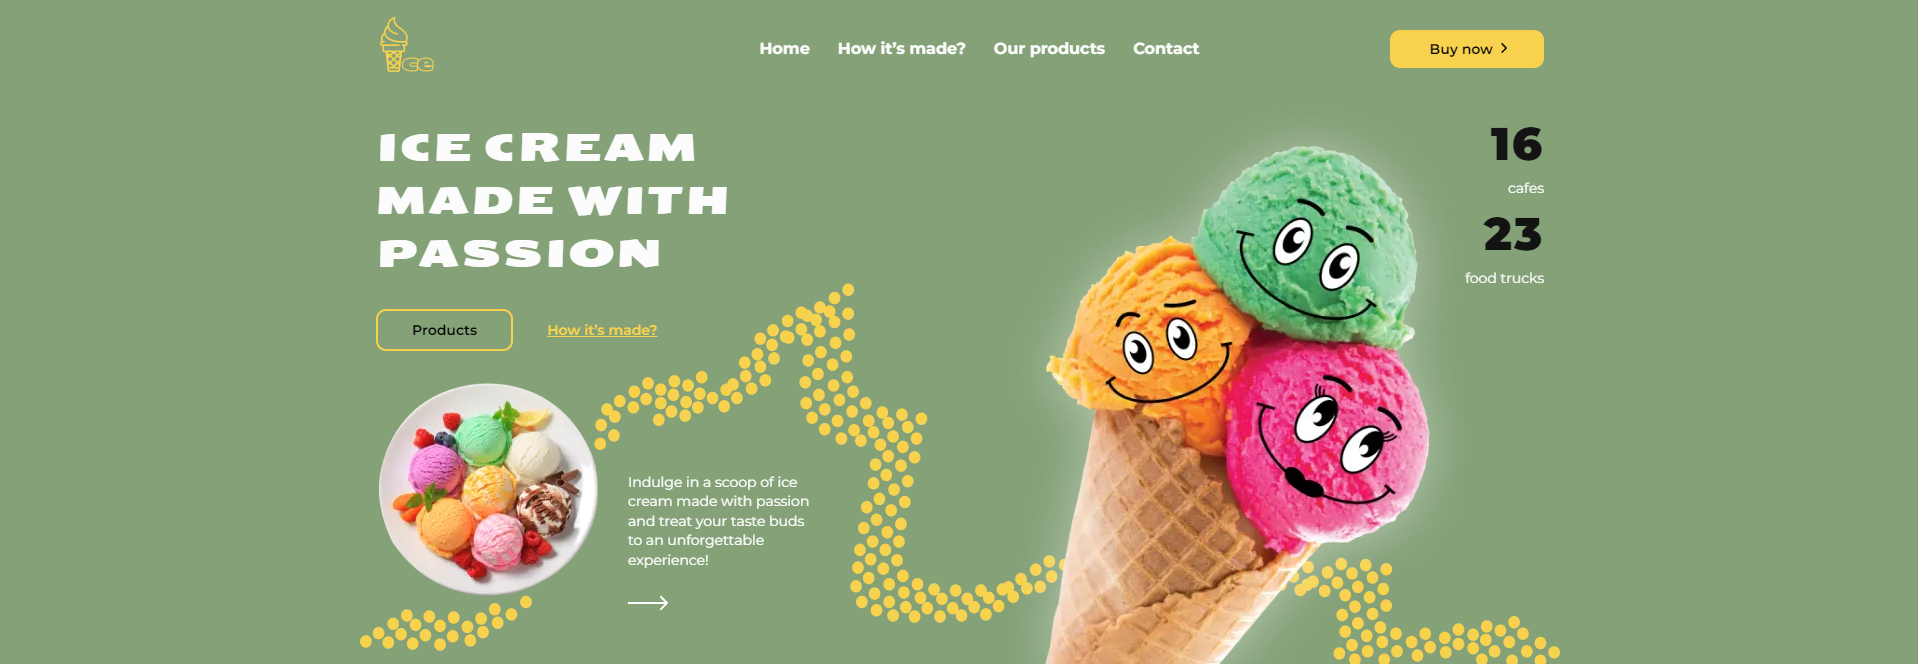 ce
Home
How it's made?
Our products
Contact
Buy now
ICE CREAM
MADE WITH
PASSION
16
cafes
23
food trucks
Products
How it's made?
Indulge in a scoop of ice
cream made with passion
and treat your taste buds
to an unforgettable
experience!